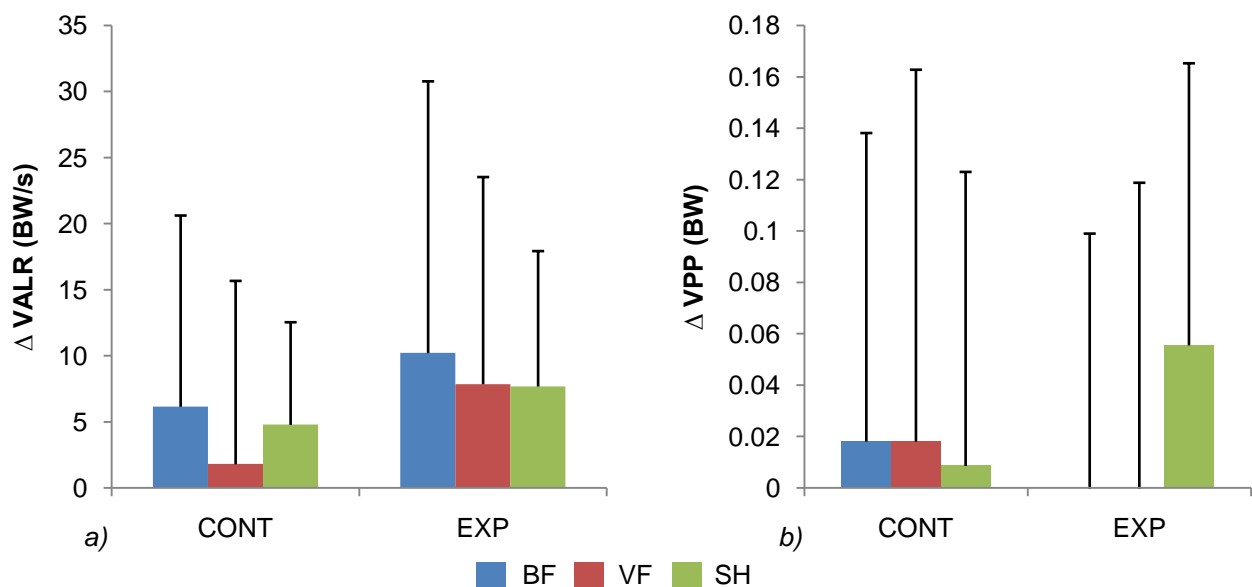 Δ VALR (BW/s)
35
30
25
20
15
10
5
0
CONT
EXP
a)
Δ VPP (BW)
0.18
0.16
0.14
0.12
0.1
0.08
0.06
0.04
0.02
0
CONT
EXP
b)
BF VF SH